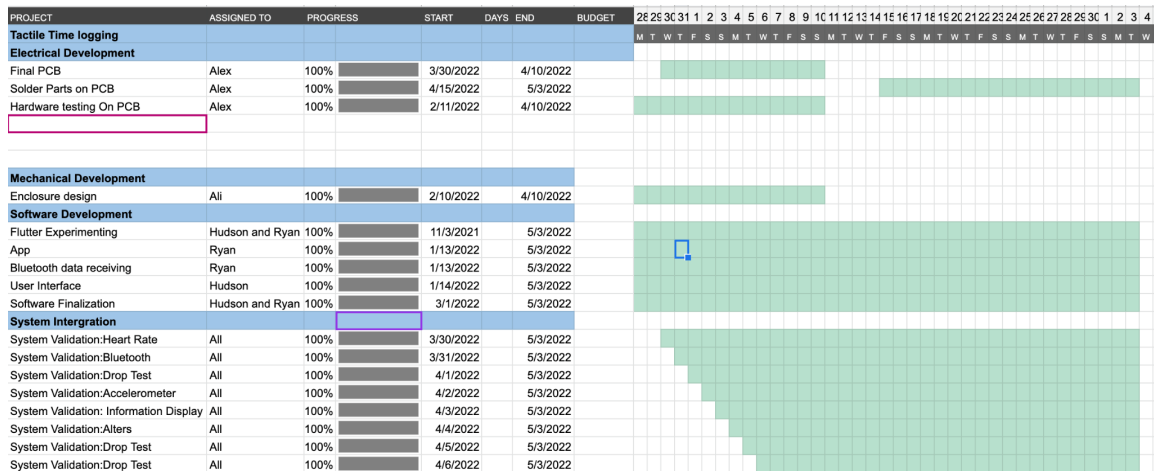 PROJECT ASSIGNED TO PROGRESS START DAYS END BUDGET 28 29 30 31 1 2 3 4 5 6 7 8 9 10 11 12 13 14 15 16 17 18 19 20 21 22 23 24 25 26 27 28 29 30 1 2 3 4
Tactile Time logging M T W T F S S M T W T F S S M T W T F S S M T W T F S S M T W T F S S M T W
Electrical Development
Final PCB Alex 100% 3/30/2022 4/10/2022
Solder Parts on PCB Alex 100% 4/15/2022 5/3/2022
Hardware testing On PCB Alex 100% 2/11/2022 4/10/2022
Mechanical Development
Enclosure design Ali 100% 2/10/2022 4/10/2022
Software Development
Flutter Experimenting Hudson and Ryan 100% 11/3/2021 5/3/2022
App Ryan 100% 1/13/2022 5/3/2022
Bluetooth data receiving Ryan 100% 1/13/2022 5/3/2022
User Interface Hudson 100% 1/14/2022 5/3/2022
Software Finalization Hudson and Ryan 100% 3/1/2022 5/3/2022
System Intergration
System Validation:Heart Rate All 100% 3/30/2022 5/3/2022
System Validation:Bluetooth All 100% 3/31/2022 5/3/2022
System Validation:Drop Test All 100% 4/1/2022 5/3/2022
System Validation:Accelerometer All 100% 4/2/2022 5/3/2022
System Validation: Information Display All 100% 4/3/2022 5/3/2022
System Validation:Alters All 100% 4/4/2022 5/3/2022
System Validation:Drop Test All 100% 4/5/2022 5/3/2022
System Validation:Drop Test All 100% 4/6/2022 5/3/2022